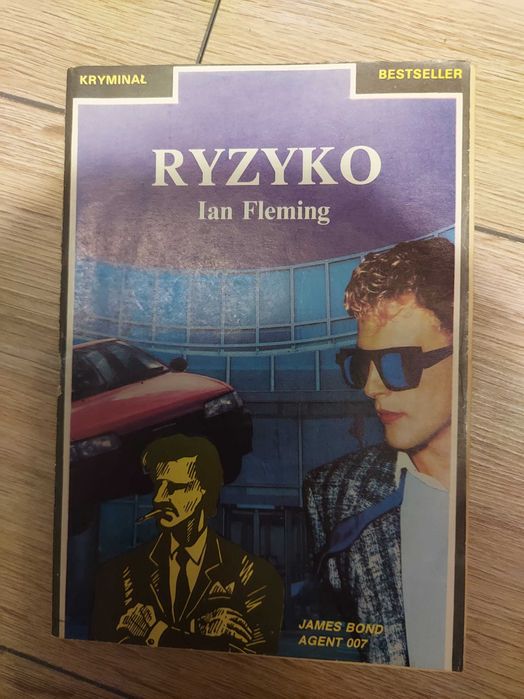 KRYMINAŁ
BESTSELLER
RYZYKO
Ian Fleming
JAMES BOND
AGENT 007